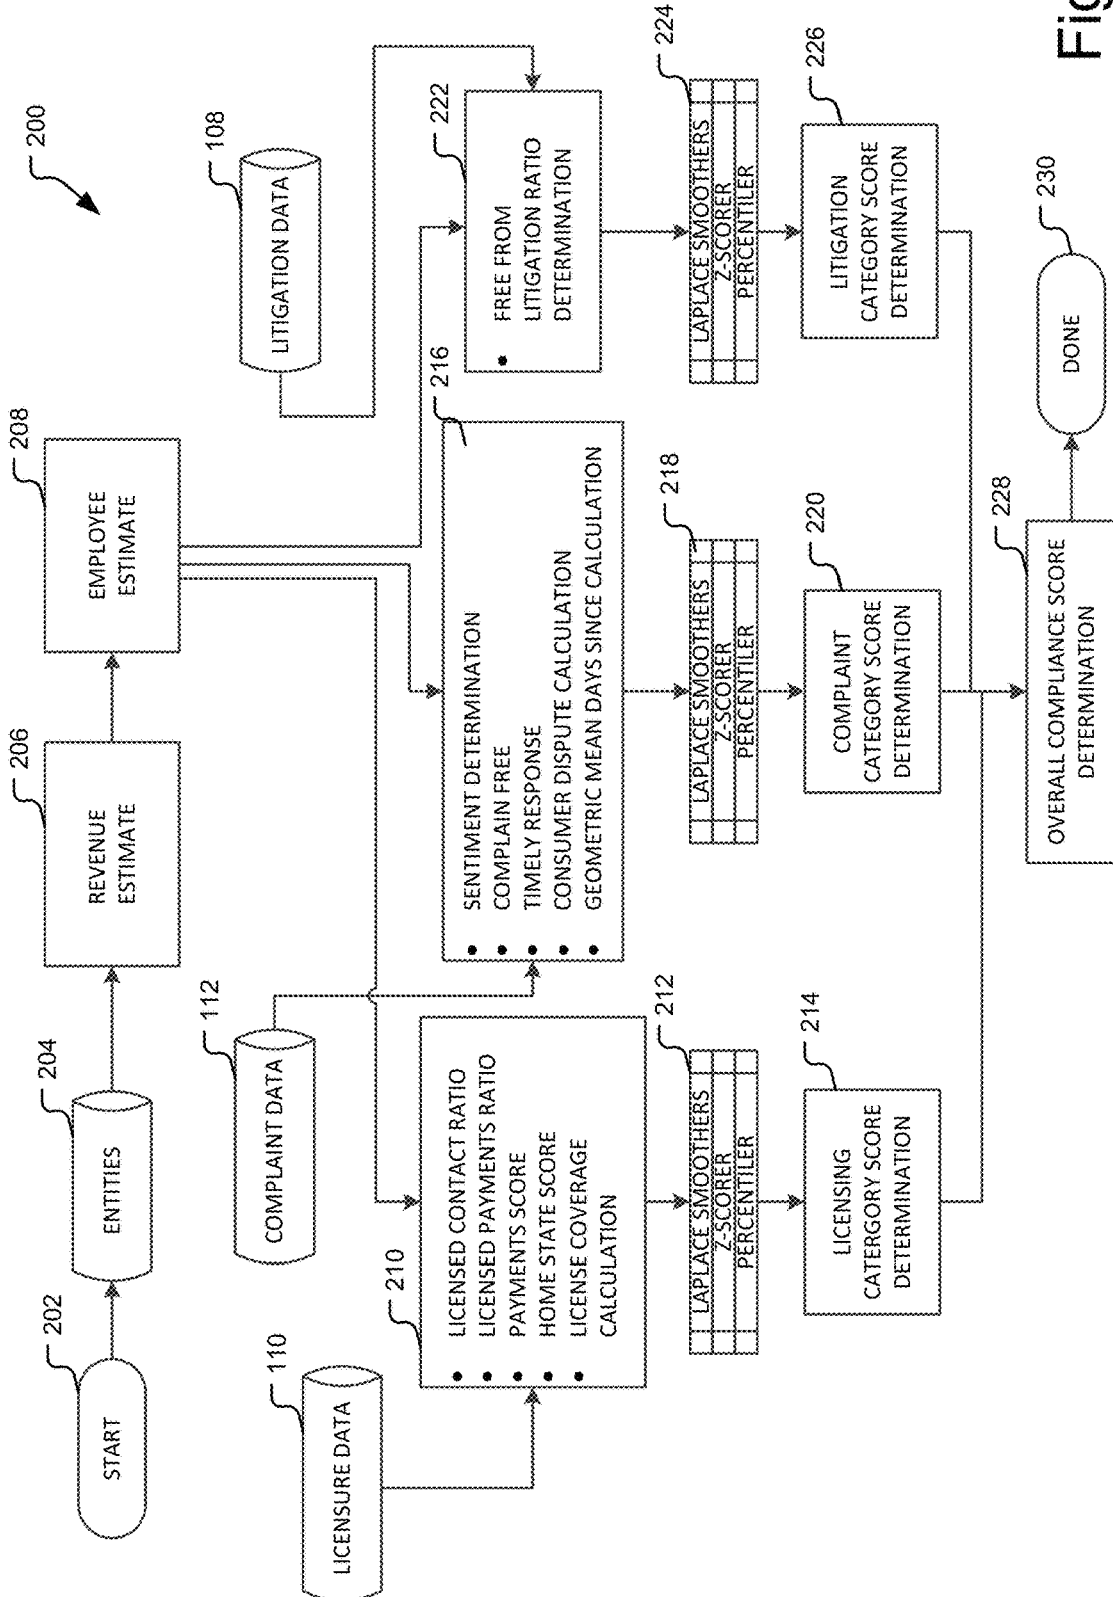 200
202
START
204
ENTITIES
206
REVENUE
ESTIMATE
208
EMPLOYEE
ESTIMATE
110
LICENSURE DATA
112
COMPLAINT DATA
108
LITIGATION DATA
210
• LICENSED CONTACT RATIO
• LICENSED PAYMENTS RATIO
• PAYMENTS SCORE
• HOME STATE SCORE
• LICENSE COVERAGE
CALCULATION
216
• SENTIMENT DETERMINATION
• COMPLAIN FREE
• TIMELY RESPONSE
• CONSUMER DISPUTE CALCULATION
• GEOMETRIC MEAN DAYS SINCE CALCULATION
222
• FREE FROM
LITIGATION RATIO
DETERMINATION
212
LAPLACE SMOOTHERS
Z-SCORER
PERCENTILER
218
LAPLACE SMOOTHERS
Z-SCORER
PERCENTILER
224
LAPLACE SMOOTHERS
Z-SCORER
PERCENTILER
214
LICENSING
CATERGORY SCORE
DETERMINATION
220
COMPLAINT
CATEGORY SCORE
DETERMINATION
226
LITIGATION
CATEGORY SCORE
DETERMINATION
228
OVERALL COMPLIANCE SCORE
DETERMINATION
230
DONE
Fig